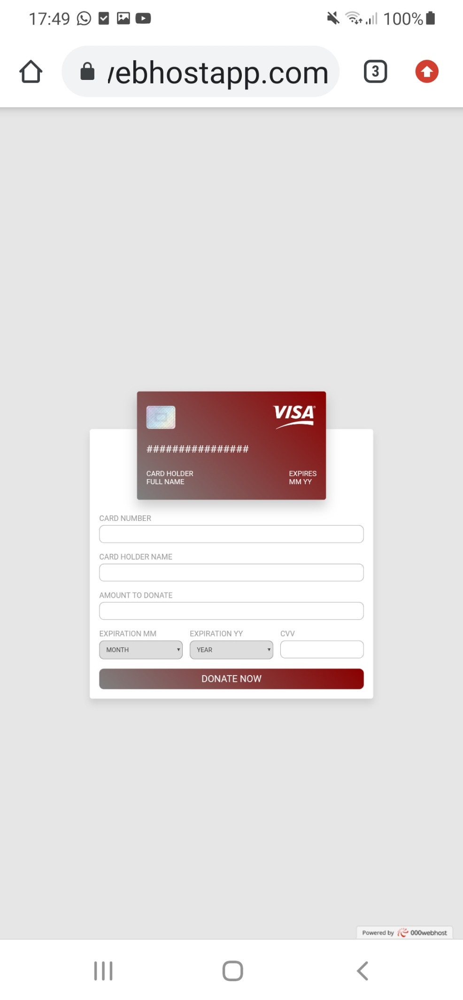 17:49 100%
/ebhostapp.com 3
VISA
################
CARD HOLDER EXPIRES
FULL NAME MM YY
CARD NUMBER
CARD HOLDER NAME
AMOUNT TO DONATE
EXPIRATION MM EXPIRATION YY CVV
MONTH YEAR
DONATE NOW
Powered by 000webhost